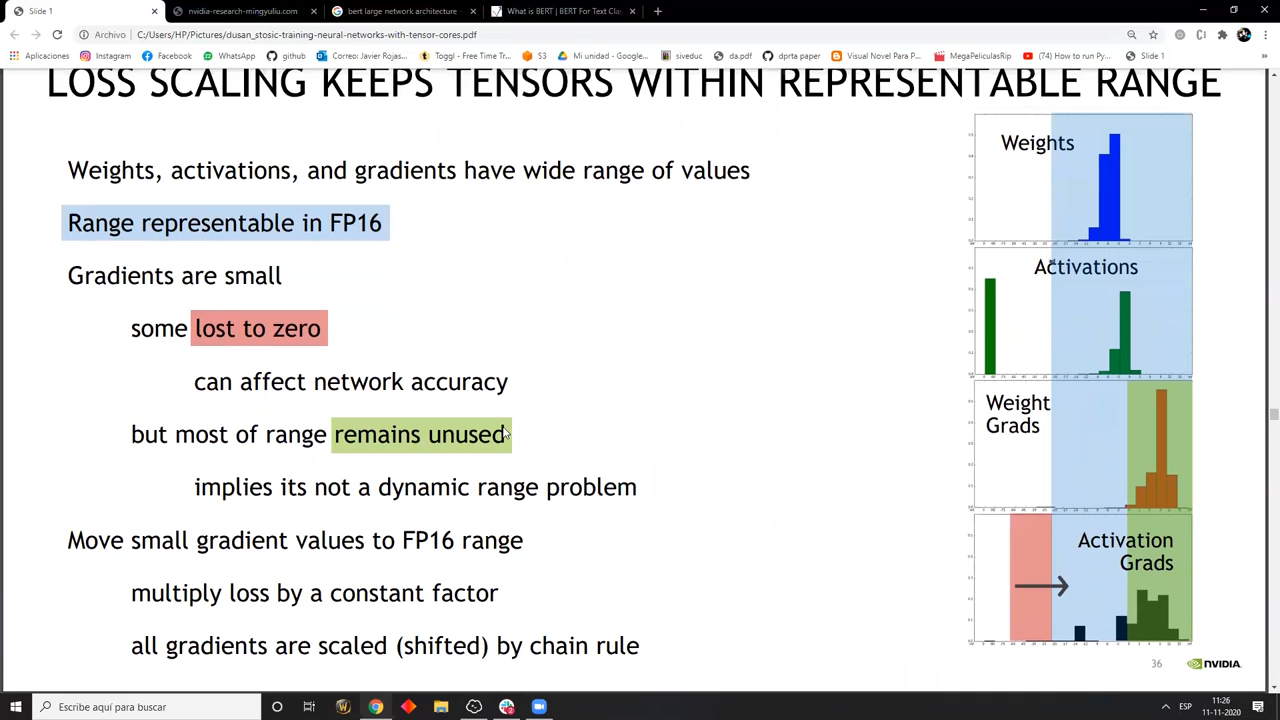 Slide 1
nvidia-research-mingyuliu.com
bert large network architecture -
What is BERT | BERT For Text Clas
Archivo
C:/Users/HP/Pictures/dusan_stosic-training-neural-networks-with-tensor-cores.pdf
Aplicaciones
Instagram
Facebook
WhatsApp
github
Correo: Javier Rojas...
Toggl - Free Time Tr...
S3
Mi unidad - Google...
siveduc
da.pdf
dprta paper
Visual Novel Para P...
MegaPeliculasRip
(74) How to run Py...
Slide 1
LOSS SCALING KEEPS TENSORS WITHIN REPRESENTABLE RANGE
Weights, activations, and gradients have wide range of values
Range representable in FP16
Gradients are small
some lost to zero
can affect network accuracy
but most of range remains unused
implies its not a dynamic range problem
Move small gradient values to FP16 range
multiply loss by a constant factor
all gradients are scaled (shifted) by chain rule
Weights
Activations
Weight
Grads
Activation
Grads
36
NVIDIA.
Escribe aquí para buscar
ESP
11:26
11-11-2020